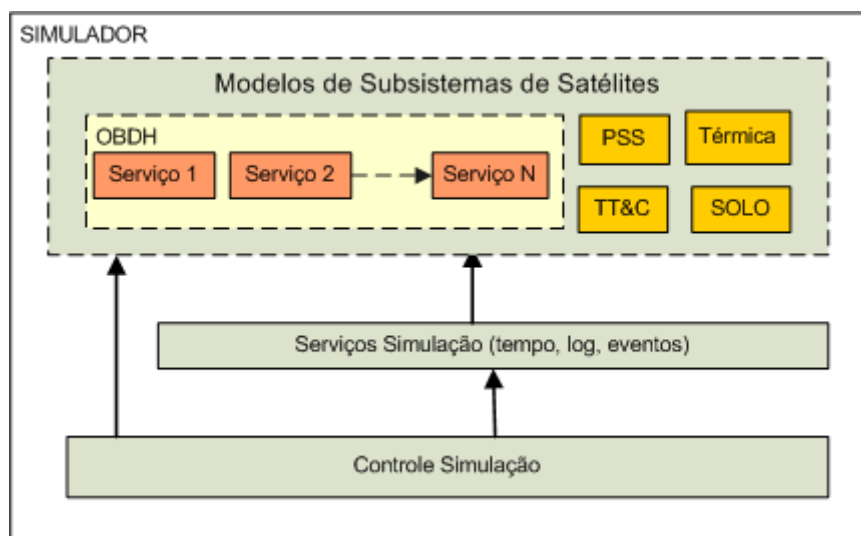 SIMULADOR
Modelos de Subsistemas de Satélites
OBDH
Serviço 1
Serviço 2
Serviço N
PSS
Térmica
TT&C
SOLO
Serviços Simulação (tempo, log, eventos)
Controle Simulação